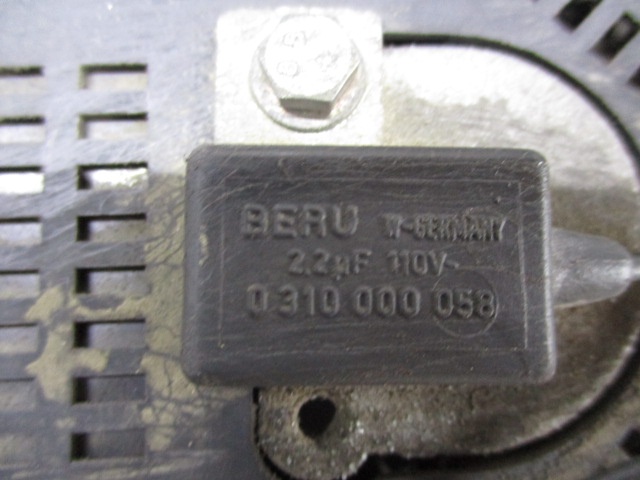 BERU W-GERMANY
2.2µF 110V-
0 310 000 058